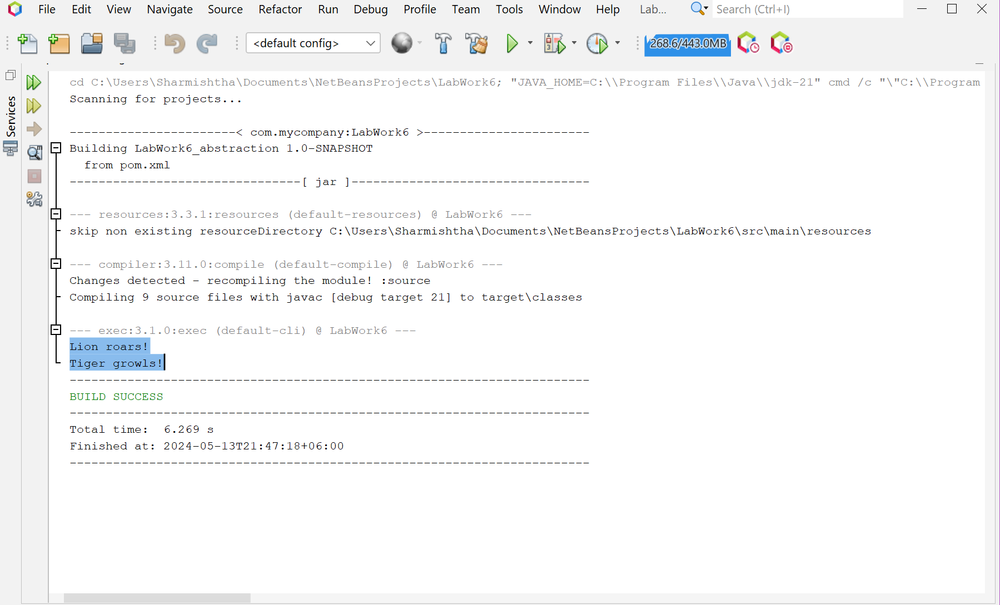 File Edit View Navigate Source Refactor Run Debug Profile Team Tools Window Help Lab... Search (Ctrl+I)
<default config> 268.6/443.0MB
Services
cd C:\Users\Sharmishtha\Documents\NetBeansProjects\LabWork6; "JAVA_HOME=C:\\Program Files\\Java\\jdk-21" cmd /c "\"C:\\Program
Scanning for projects...
-----------------------< com.mycompany:LabWork6 >-----------------------
Building LabWork6_abstraction 1.0-SNAPSHOT
from pom.xml
--------------------------------[ jar ]---------------------------------
--- resources:3.3.1:resources (default-resources) @ LabWork6 ---
skip non existing resourceDirectory C:\Users\Sharmishtha\Documents\NetBeansProjects\LabWork6\src\main\resources
--- compiler:3.11.0:compile (default-compile) @ LabWork6 ---
Changes detected - recompiling the module! :source
Compiling 9 source files with javac [debug target 21] to target\classes
--- exec:3.1.0:exec (default-cli) @ LabWork6 ---
Lion roars!
Tiger growls!
------------------------------------------------------------------------
BUILD SUCCESS
------------------------------------------------------------------------
Total time:  6.269 s
Finished at: 2024-05-13T21:47:18+06:00
------------------------------------------------------------------------